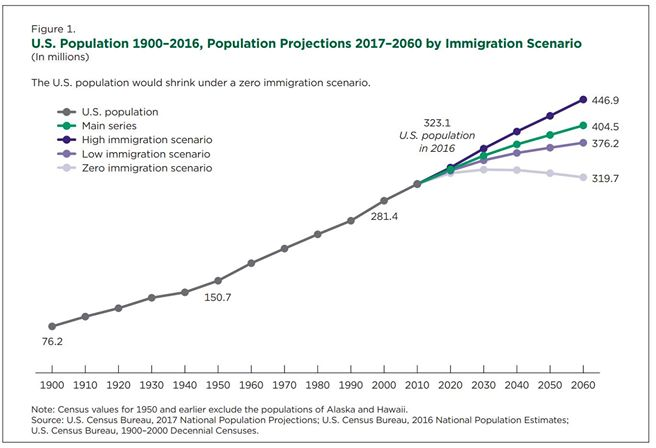 Figure 1.
U.S. Population 1900–2016, Population Projections 2017–2060 by Immigration Scenario
(In millions)
The U.S. population would shrink under a zero immigration scenario.
U.S. population
Main series
High immigration scenario
Low immigration scenario
Zero immigration scenario
323.1
U.S. population
in 2016
446.9
404.5
376.2
319.7
281.4
150.7
76.2
1900 1910 1920 1930 1940 1950 1960 1970 1980 1990 2000 2010 2020 2030 2040 2050 2060
Note: Census values for 1950 and earlier exclude the populations of Alaska and Hawaii.
Source: U.S. Census Bureau, 2017 National Population Projections; U.S. Census Bureau, 2016 National Population Estimates;
U.S. Census Bureau, 1900–2000 Decennial Censuses.